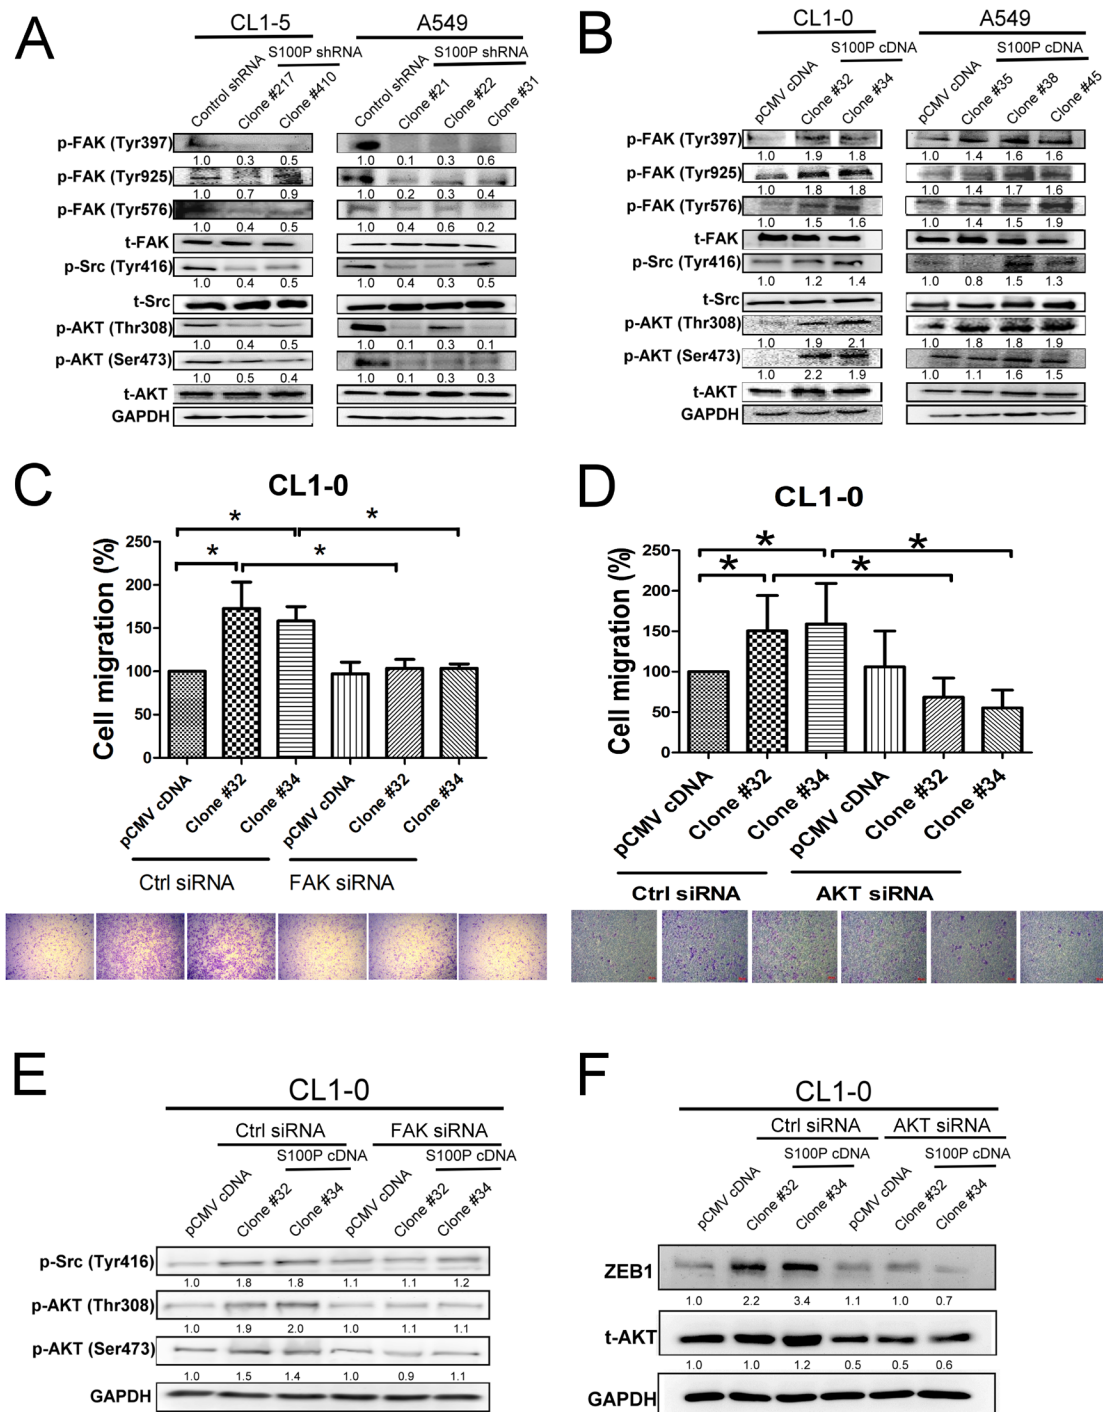 A
CL1-5
A549
S100P shRNA
S100P shRNA
Control shRNA
Clone #217
Clone #410
Control shRNA
Clone #21
Clone #22
Clone #31
p-FAK (Tyr397)
1.0 0.3 0.5 1.0 0.1 0.3 0.6
p-FAK (Tyr925)
1.0 0.7 0.9 1.0 0.2 0.3 0.4
p-FAK (Tyr576)
1.0 0.4 0.5 1.0 0.4 0.6 0.2
t-FAK
p-Src (Tyr416)
1.0 0.4 0.5 1.0 0.4 0.3 0.5
t-Src
p-AKT (Thr308)
1.0 0.4 0.5 1.0 0.1 0.3 0.1
p-AKT (Ser473)
1.0 0.5 0.4 1.0 0.1 0.3 0.3
t-AKT
GAPDH
B
CL1-0
A549
S100P cDNA
S100P cDNA
pCMV cDNA
Clone #32
Clone #34
pCMV cDNA
Clone #35
Clone #38
Clone #45
p-FAK (Tyr397)
1.0 1.9 1.8 1.0 1.4 1.6 1.6
p-FAK (Tyr925)
1.0 1.8 1.8 1.0 1.4 1.7 1.6
p-FAK (Tyr576)
1.0 1.5 1.6 1.0 1.4 1.5 1.9
t-FAK
p-Src (Tyr416)
1.0 1.2 1.4 1.0 0.8 1.5 1.3
t-Src
p-AKT (Thr308)
1.0 1.9 2.1 1.0 1.8 1.8 1.9
p-AKT (Ser473)
1.0 2.2 1.9 1.0 1.1 1.6 1.5
t-AKT
GAPDH
C
CL1-0
Cell migration (%)
250
200
150
100
50
0
*
*
*
*
pCMV cDNA
Clone #32
Clone #34
pCMV cDNA
Clone #32
Clone #34
Ctrl siRNA
FAK siRNA
D
CL1-0
Cell migration (%)
250
200
150
100
50
0
*
*
*
*
pCMV cDNA
Clone #32
Clone #34
pCMV cDNA
Clone #32
Clone #34
Ctrl siRNA
AKT siRNA
E
CL1-0
Ctrl siRNA
FAK siRNA
S100P cDNA
S100P cDNA
pCMV cDNA
Clone #32
Clone #34
pCMV cDNA
Clone #32
Clone #34
p-Src (Tyr416)
1.0 1.8 1.8 1.1 1.1 1.2
p-AKT (Thr308)
1.0 1.9 2.0 1.0 1.1 1.1
p-AKT (Ser473)
1.0 1.5 1.4 1.0 0.9 1.1
GAPDH
F
CL1-0
Ctrl siRNA
AKT siRNA
S100P cDNA
S100P cDNA
pCMV cDNA
Clone #32
Clone #34
pCMV cDNA
Clone #32
Clone #34
ZEB1
1.0 2.2 3.4 1.1 1.0 0.7
t-AKT
1.0 1.0 1.2 0.5 0.5 0.6
GAPDH